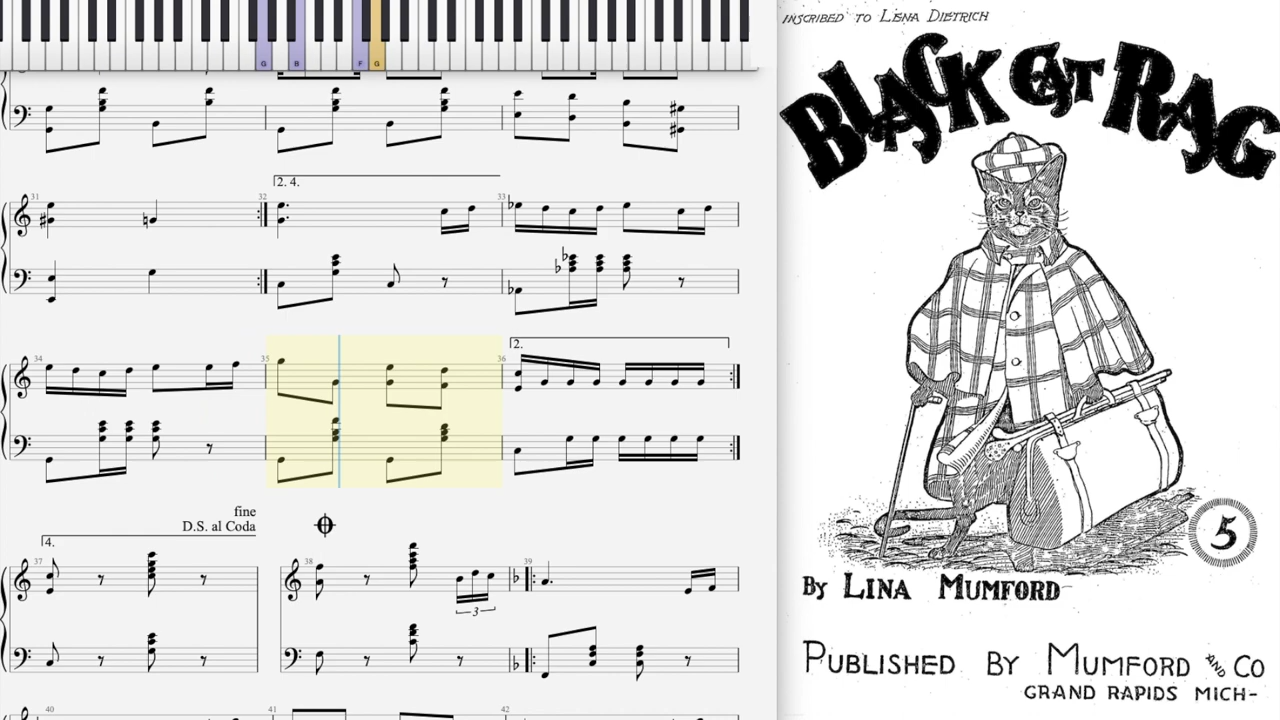 G B F G
INSCRIBED TO LENA DIETRICH
BLACK CAT RAG
31 32 2. 4. 33
34 35 36 2.
fine
D.S. al Coda
37 4. 38 39
3
40 41 42
5
By LINA MUMFORD
PUBLISHED BY MUMFORD AND CO
GRAND RAPIDS MICH-